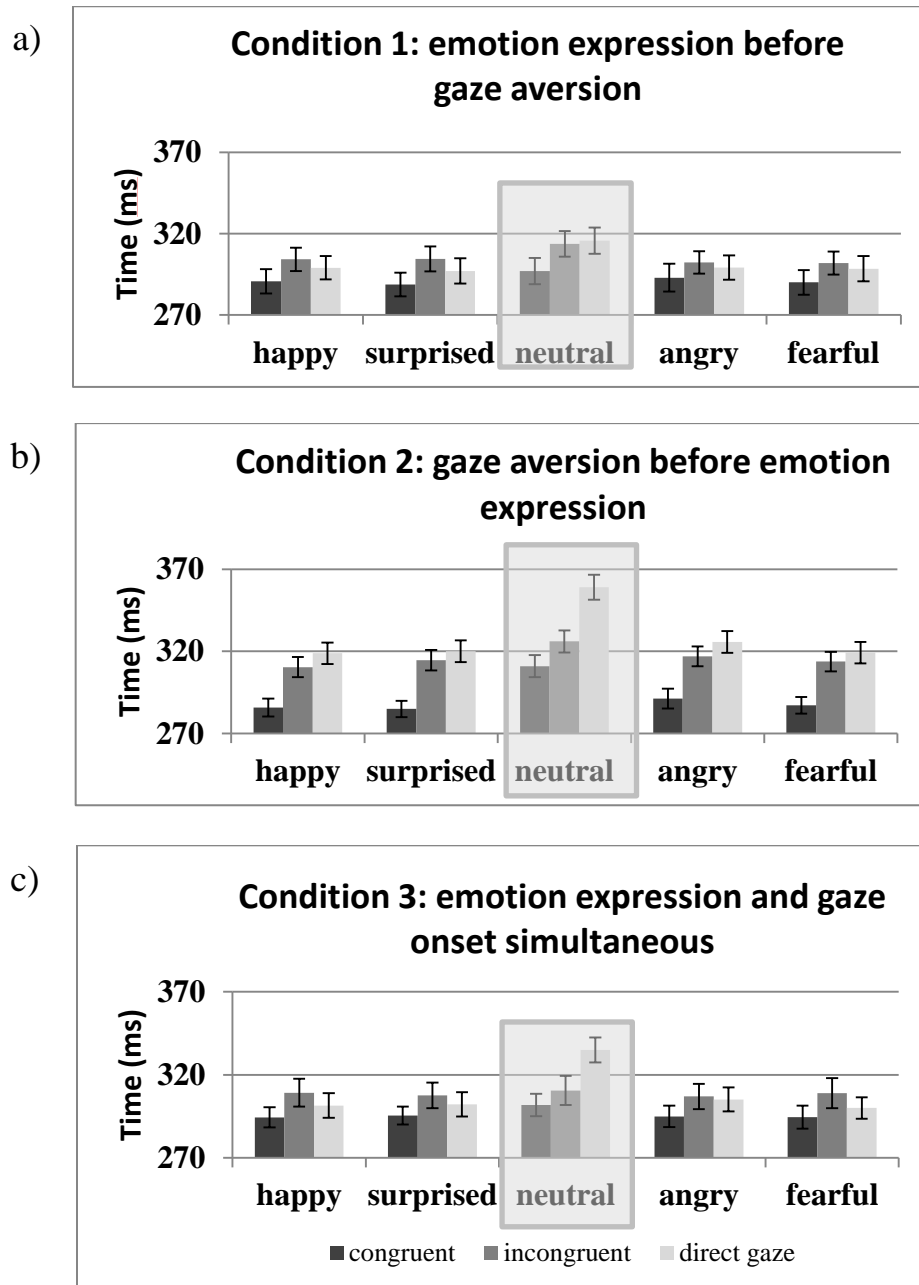 a)
Condition 1: emotion expression before
gaze aversion
Time (ms)
370
320
270
happy surprised neutral angry fearful
b)
Condition 2: gaze aversion before emotion
expression
Time (ms)
370
320
270
happy surprised neutral angry fearful
c)
Condition 3: emotion expression and gaze
onset simultaneous
Time (ms)
370
320
270
happy surprised neutral angry fearful
congruent incongruent direct gaze